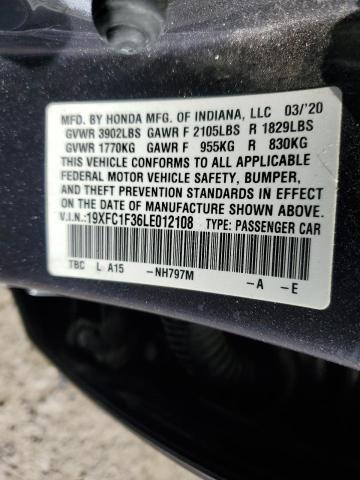 MFD. BY HONDA MFG. OF INDIANA, LLC 03/'20
GVWR 3902LBS GAWR F 2105LBS R 1829LBS
GVWR 1770KG GAWR F 955KG R 830KG
THIS VEHICLE CONFORMS TO ALL APPLICABLE
FEDERAL MOTOR VEHICLE SAFETY, BUMPER,
AND THEFT PREVENTION STANDARDS IN EFFECT
ON THE DATE OF MANUFACTURE SHOWN ABOVE.
V.I.N.:19XFC1F36LE012108 TYPE: PASSENGER CAR
TBC L A15 -NH797M -A -E